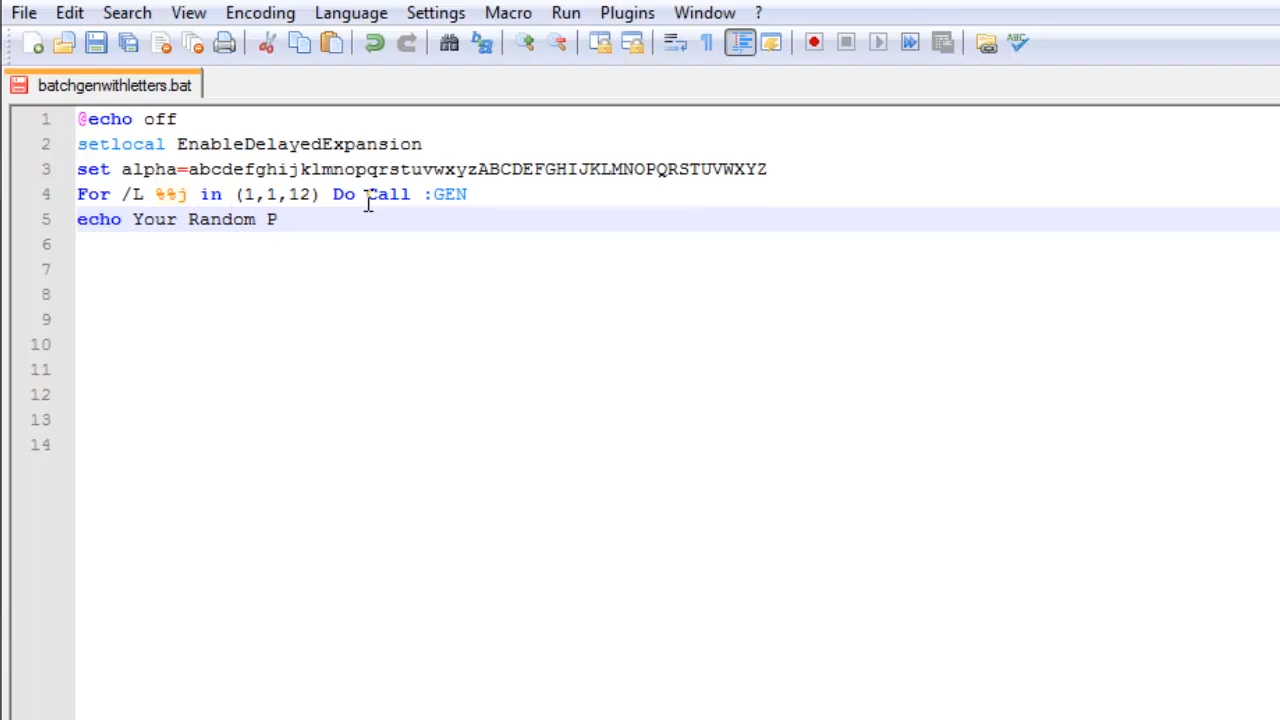 File Edit Search View Encoding Language Settings Macro Run Plugins Window ?
batchgenwithletters.bat
1 @echo off
2 setlocal EnableDelayedExpansion
3 set alpha=abcdefghijklmnopqrstuvwxyzABCDEFGHIJKLMNOPQRSTUVWXYZ
4 For /L %%j in (1,1,12) Do Call :GEN
5 echo Your Random P
6
7
8
9
10
11
12
13
14